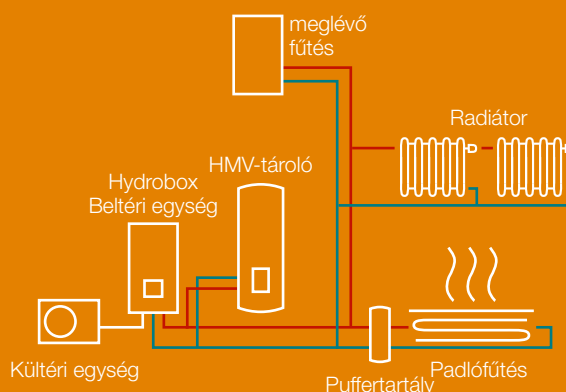 meglévő
fűtés
Radiátor
HMV-tároló
Hydrobox
Beltéri egység
Kültéri egység
Puffertartály
Padlófűtés